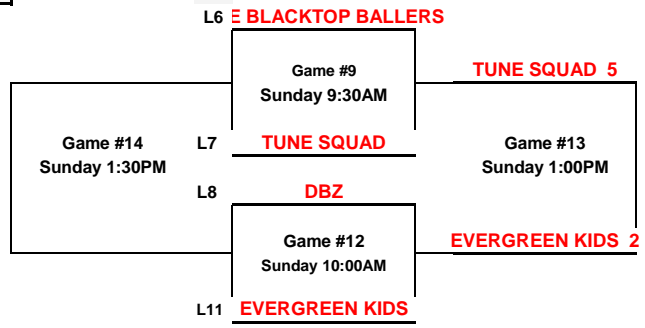 L6 E BLACKTOP BALLERS
Game #9
Sunday 9:30AM
TUNE SQUAD 5
Game #14
Sunday 1:30PM
L7 TUNE SQUAD
Game #13
Sunday 1:00PM
L8 DBZ
Game #12
Sunday 10:00AM
EVERGREEN KIDS 2
L11 EVERGREEN KIDS